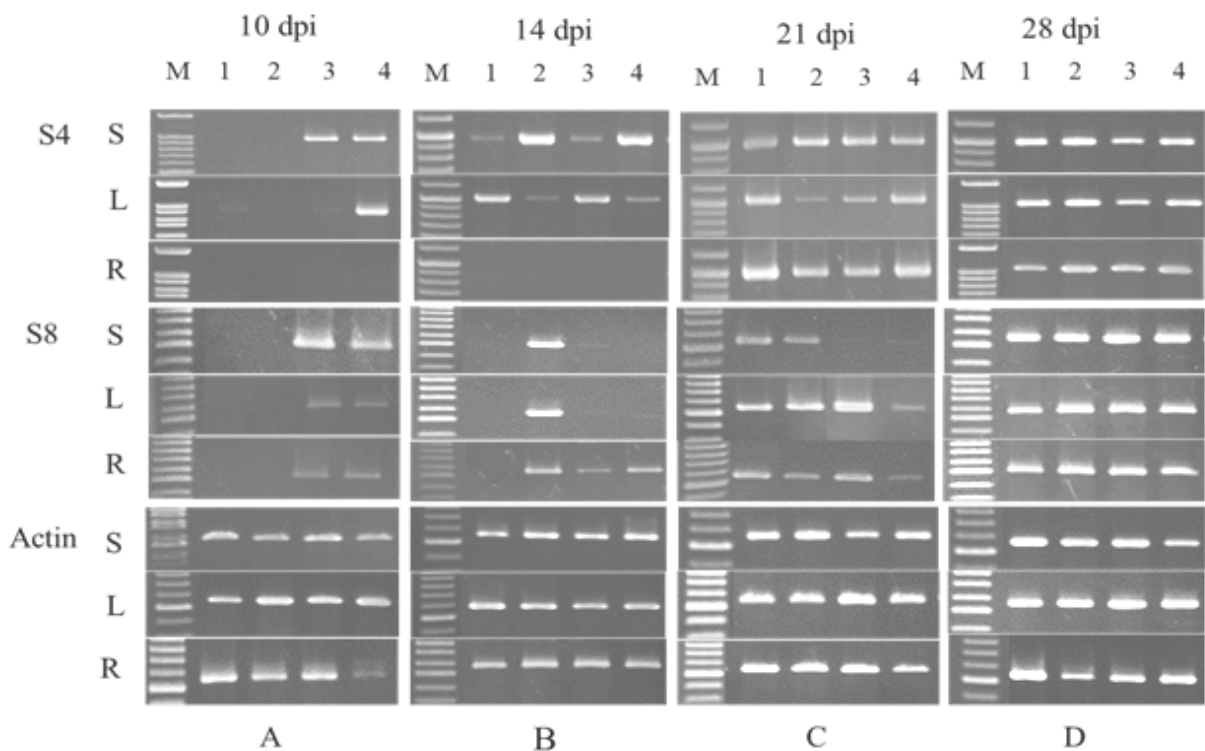 10 dpi 14 dpi 21 dpi 28 dpi
M 1 2 3 4 M 1 2 3 4 M 1 2 3 4 M 1 2 3 4
S4 S
L
R
S8 S
L
R
Actin S
L
R
A B C D